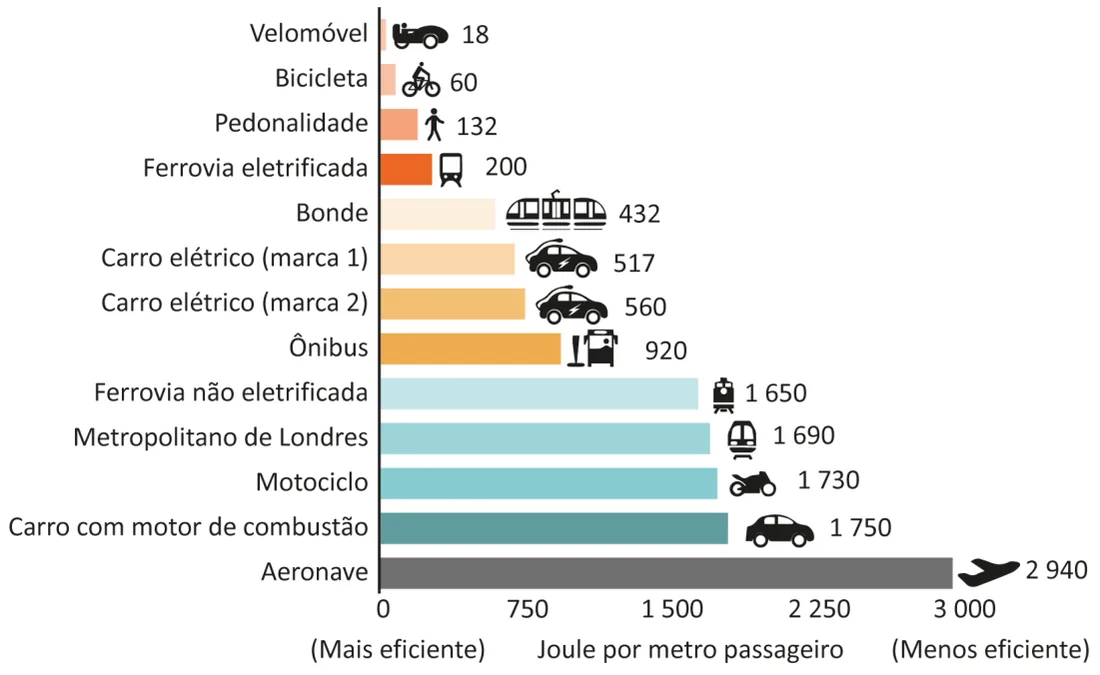 Velomóvel 18
Bicicleta 60
Pedonalidade 132
Ferrovia eletrificada 200
Bonde 432
Carro elétrico (marca 1) 517
Carro elétrico (marca 2) 560
Ônibus 920
Ferrovia não eletrificada 1 650
Metropolitano de Londres 1 690
Motociclo 1 730
Carro com motor de combustão 1 750
Aeronave 2 940
0 750 1 500 2 250 3 000
(Mais eficiente) Joule por metro passageiro (Menos eficiente)